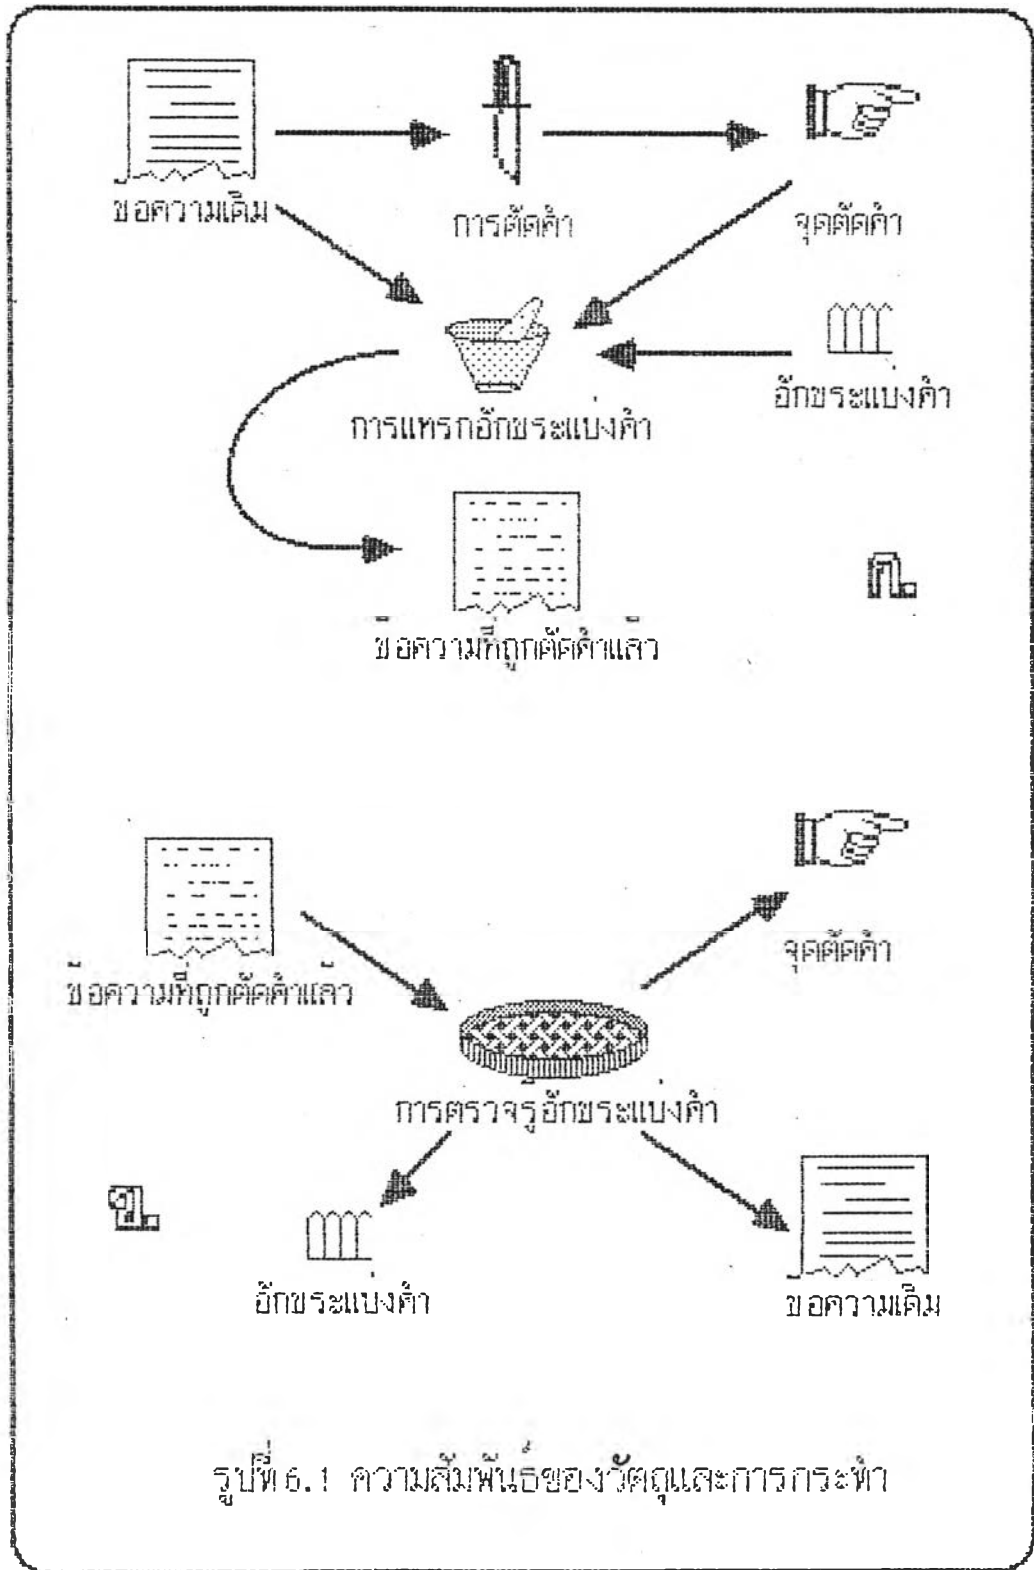 ข้อความเดิม
การตัดคำ
จุดตัดคำ
อักขระแบ่งคำ
การแทรกอักขระแบ่งคำ
ก.
ข้อความที่ถูกตัดคำแล้ว
จุดตัดคำ
ข้อความที่ถูกตัดคำแล้ว
การตรวจรู้อักขระแบ่งคำ
ข.
อักขระแบ่งคำ
ข้อความเดิม
รูปที่ 6.1 ความสัมพันธ์ของวัตถุและการกระทำ